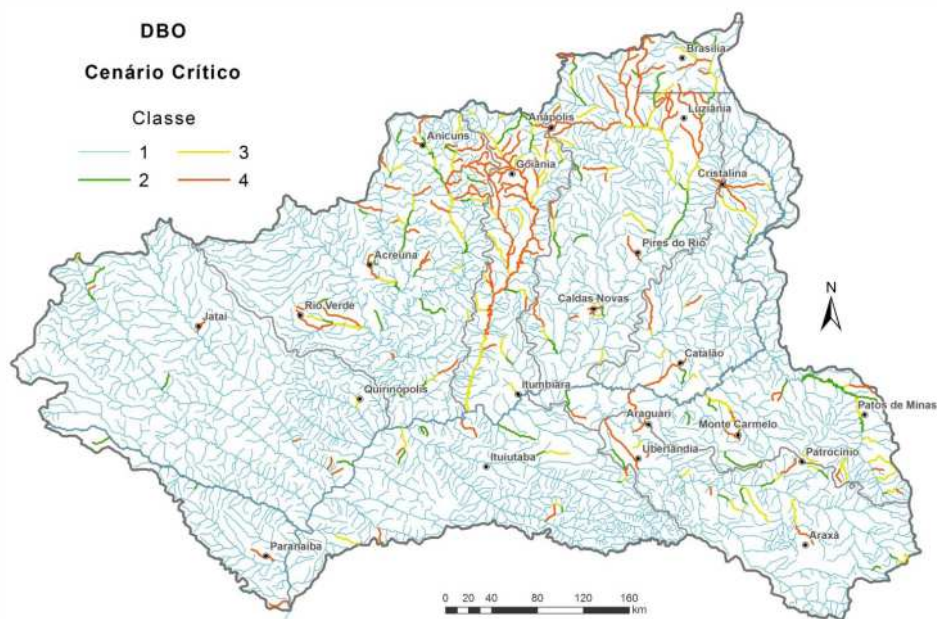 DBO
Cenário Crítico
Classe
1
3
2
4
Brasília
Luziânia
Anápolis
Anicuns
Goiânia
Cristalina
Pires do Rio
Acreúna
N
Caldas Novas
Rio Verde
Jataí
Catalão
Quirinópolis
Itumbiara
Araguari
Patos de Minas
Monte Carmelo
Uberlândia
Patrocínio
Ituiutaba
Araxá
Paranaíba
0 20 40 80 120 160
km